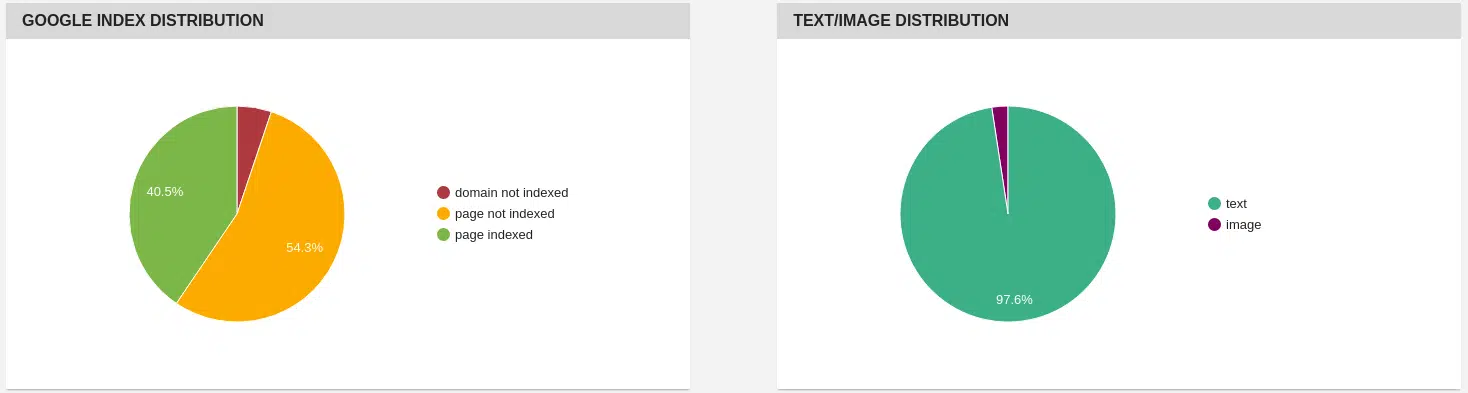 GOOGLE INDEX DISTRIBUTION
40.5%
54.3%
domain not indexed
page not indexed
page indexed
TEXT/IMAGE DISTRIBUTION
97.6%
text
image